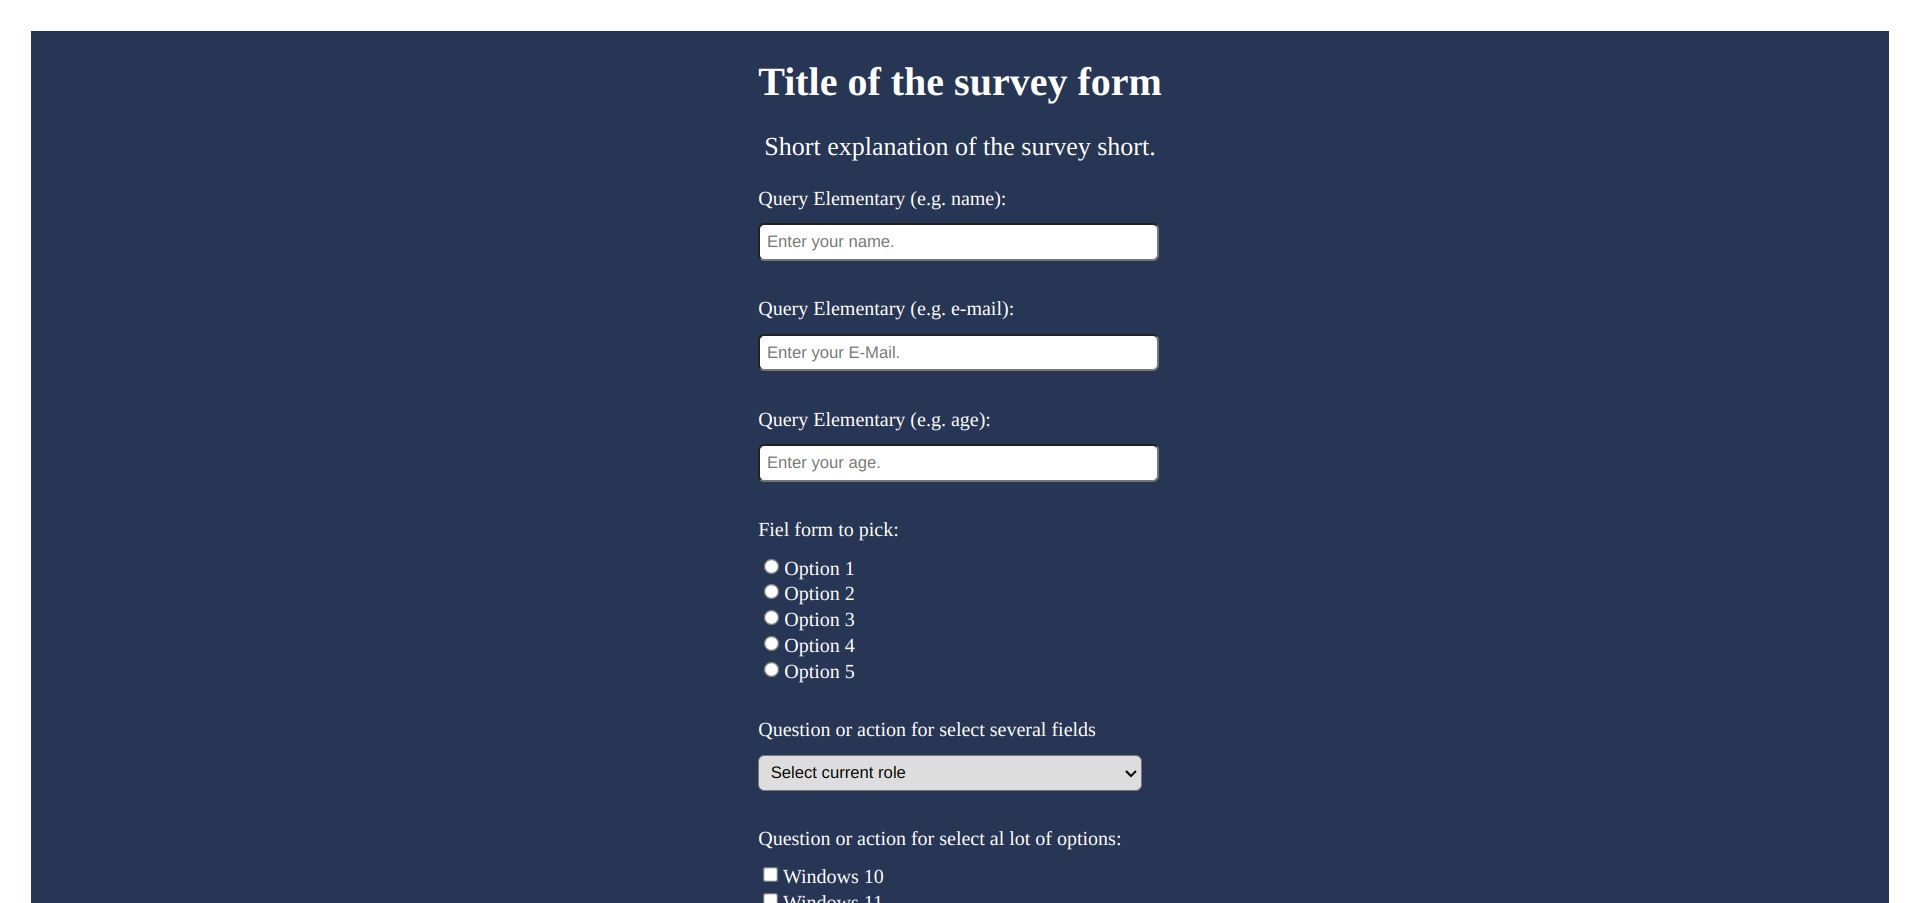 Title of the survey form
Short explanation of the survey short.
Query Elementary (e.g. name):
Enter your name.
Query Elementary (e.g. e-mail):
Enter your E-Mail.
Query Elementary (e.g. age):
Enter your age.
Fiel form to pick:
Option 1
Option 2
Option 3
Option 4
Option 5
Question or action for select several fields
Select current role
Question or action for select al lot of options:
Windows 10
Windows 11